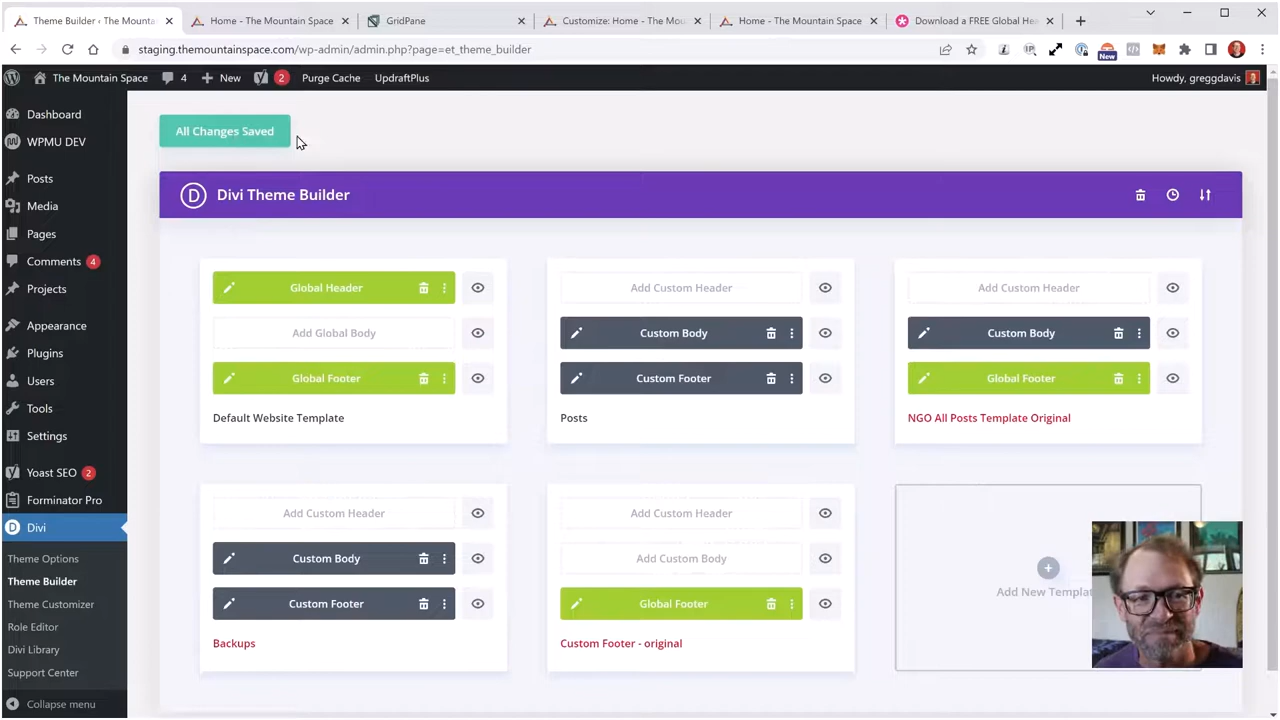 Theme Builder ‹ The Mountai
Home - The Mountain Space
GridPane
Customize: Home - The Mou
Home - The Mountain Space
Download a FREE Global He
staging.themountainspace.com/wp-admin/admin.php?page=et_theme_builder
New
The Mountain Space
4
New
2
Purge Cache
UpdraftPlus
Howdy, greggdavis
Dashboard
WPMU DEV
Posts
Media
Pages
Comments 4
Projects
Appearance
Plugins
Users
Tools
Settings
Yoast SEO 2
Forminator Pro
Divi
Theme Options
Theme Builder
Theme Customizer
Role Editor
Divi Library
Support Center
Collapse menu
All Changes Saved
D Divi Theme Builder
Global Header
Add Global Body
Global Footer
Default Website Template
Add Custom Header
Custom Body
Custom Footer
Posts
Add Custom Header
Custom Body
Global Footer
NGO All Posts Template Original
Add Custom Header
Custom Body
Custom Footer
Backups
Add Custom Header
Add Custom Body
Global Footer
Custom Footer - original
Add New Templat